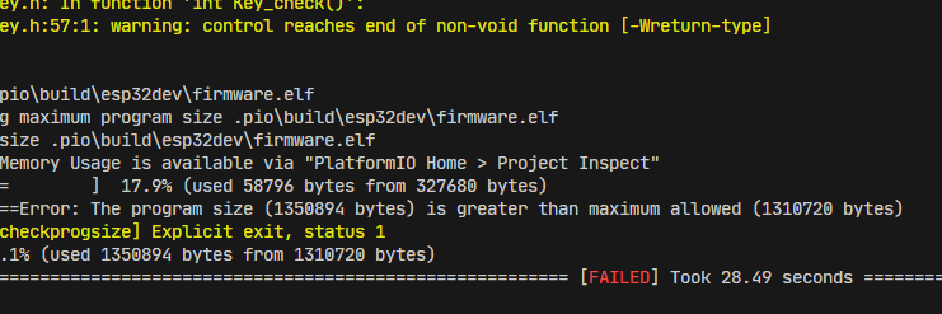 ey.h: In function 'int Key_check()':
ey.h:57:1: warning: control reaches end of non-void function [-Wreturn-type]
pio\build\esp32dev\firmware.elf
g maximum program size .pio\build\esp32dev\firmware.elf
size .pio\build\esp32dev\firmware.elf
Memory Usage is available via "PlatformIO Home > Project Inspect"
=        ]  17.9% (used 58796 bytes from 327680 bytes)
==Error: The program size (1350894 bytes) is greater than maximum allowed (1310720 bytes)
checkprogsize] Explicit exit, status 1
.1% (used 1350894 bytes from 1310720 bytes)
======================================================== [FAILED] Took 28.49 seconds ========